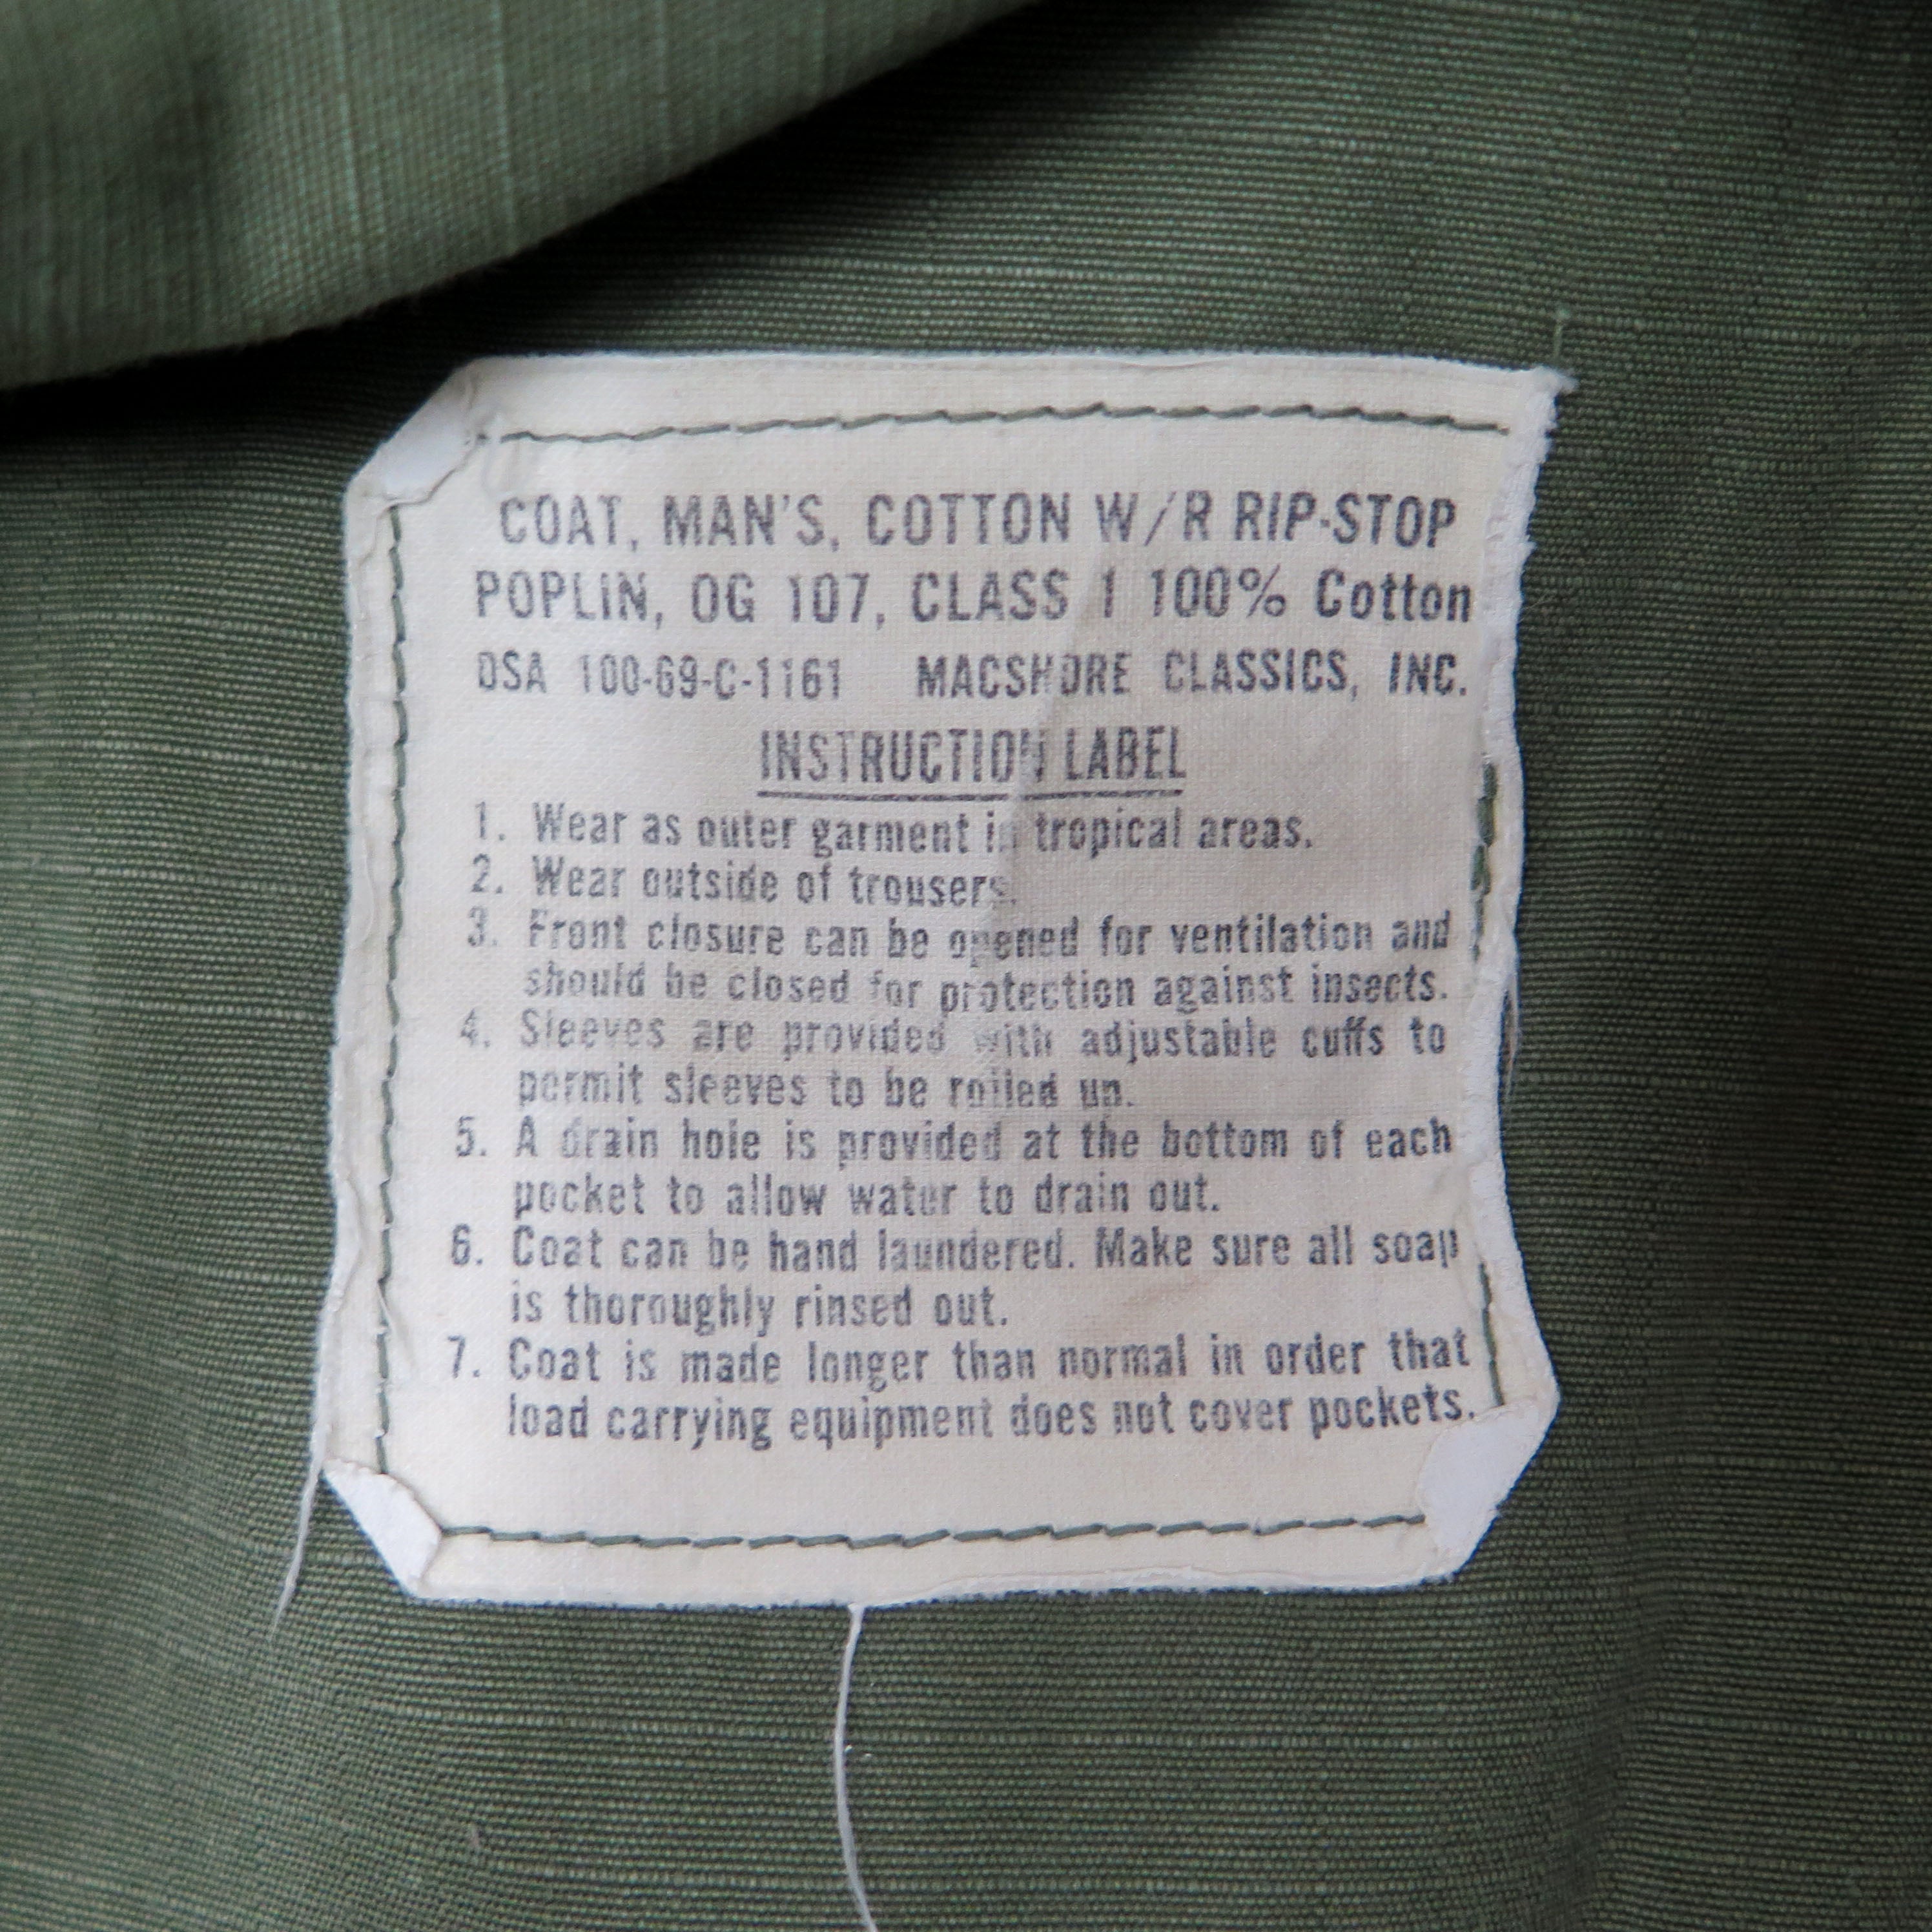 COAT, MAN'S, COTTON W/R RIP-STOP
POPLIN, OG 107, CLASS 1 100% Cotton
DSA 100-69-C-1161 MACSHORE CLASSICS, INC.
INSTRUCTION LABEL
1. Wear as outer garment in tropical areas.
2. Wear outside of trousers.
3. Front closure can be opened for ventilation and
should be closed for protection against insects.
4. Sleeves are provided with adjustable cuffs to
permit sleeves to be rolled up.
5. A drain hole is provided at the bottom of each
pocket to allow water to drain out.
6. Coat can be hand laundered. Make sure all soap
is thoroughly rinsed out.
7. Coat is made longer than normal in order that
load carrying equipment does not cover pockets.